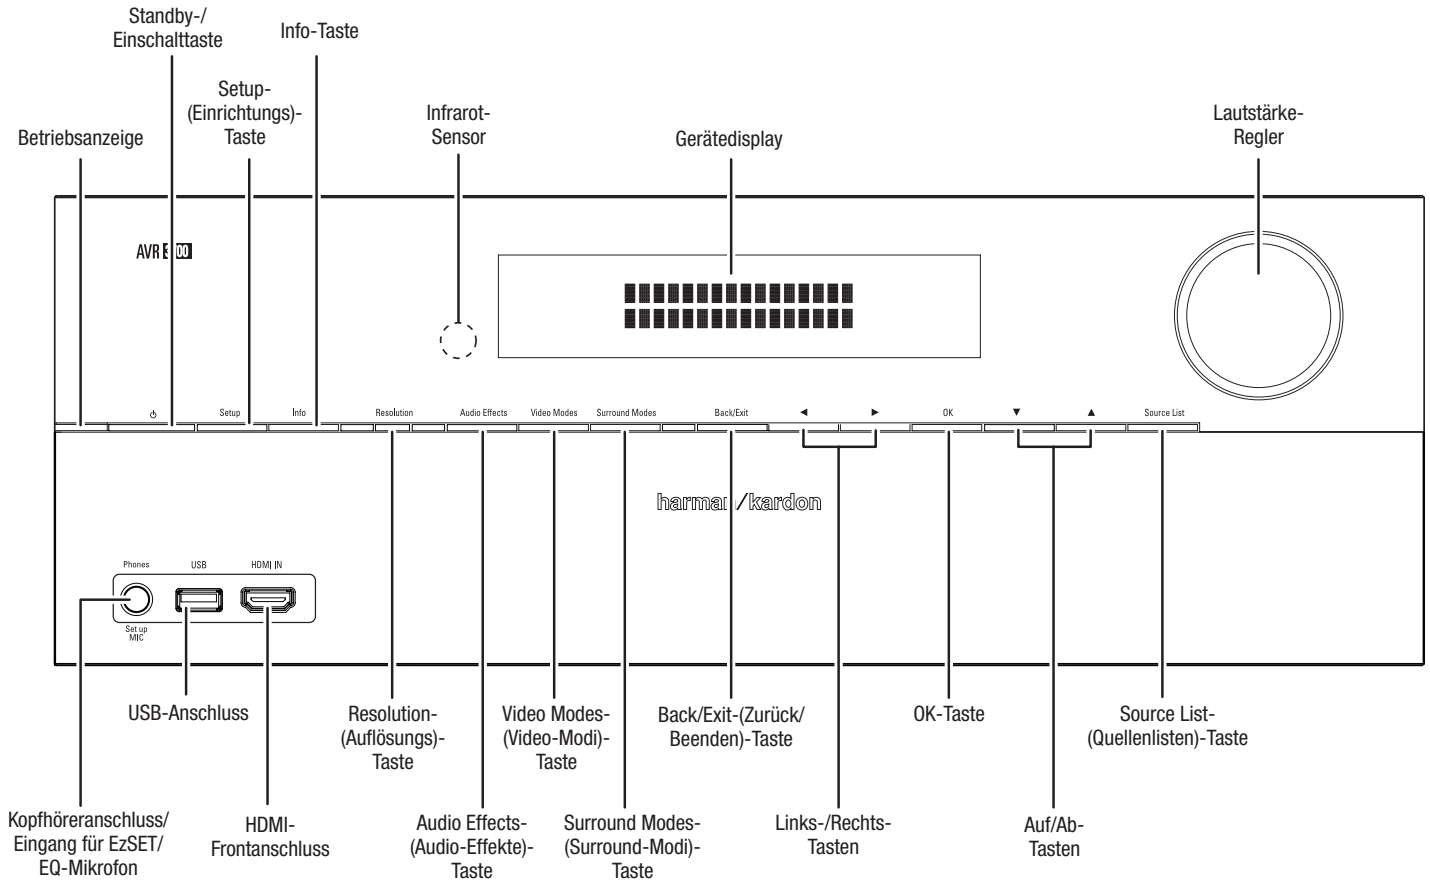 Standby-/
Einschalttaste
Info-Taste
Setup-
(Einrichtungs)-
Taste
Betriebsanzeige
Infrarot-
Sensor
Gerätedisplay
Lautstärke-
Regler
AVR
Setup
Info
Resolution
Audio Effects
Video Modes
Surround Modes
Back/Exit
OK
Source List
harman/kardon
Phones
USB
HDMI IN
Set up
MIC
USB-Anschluss
Resolution-
(Auflösungs)-
Taste
Video Modes-
(Video-Modi)-
Taste
Back/Exit-(Zurück/
Beenden)-Taste
OK-Taste
Source List-
(Quellenlisten)-Taste
Kopfhöreranschluss/
Eingang für EzSET/
EQ-Mikrofon
HDMI-
Frontanschluss
Audio Effects-
(Audio-Effekte)-
Taste
Surround Modes-
(Surround-Modi)-
Taste
Links-/Rechts-
Tasten
Auf/Ab-
Tasten